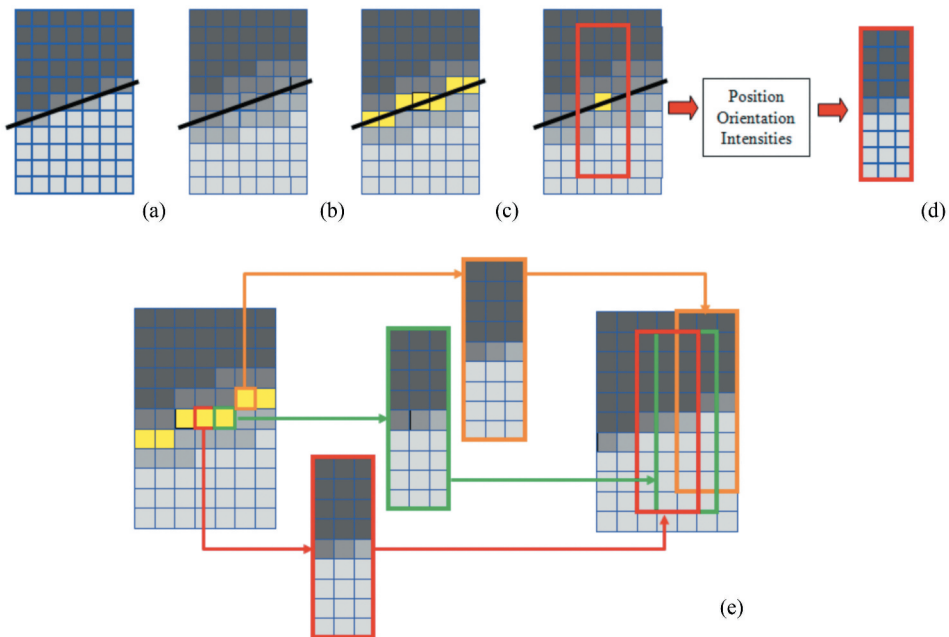 Position
Orientation
Intensities
(a)
(b)
(c)
(d)
(e)